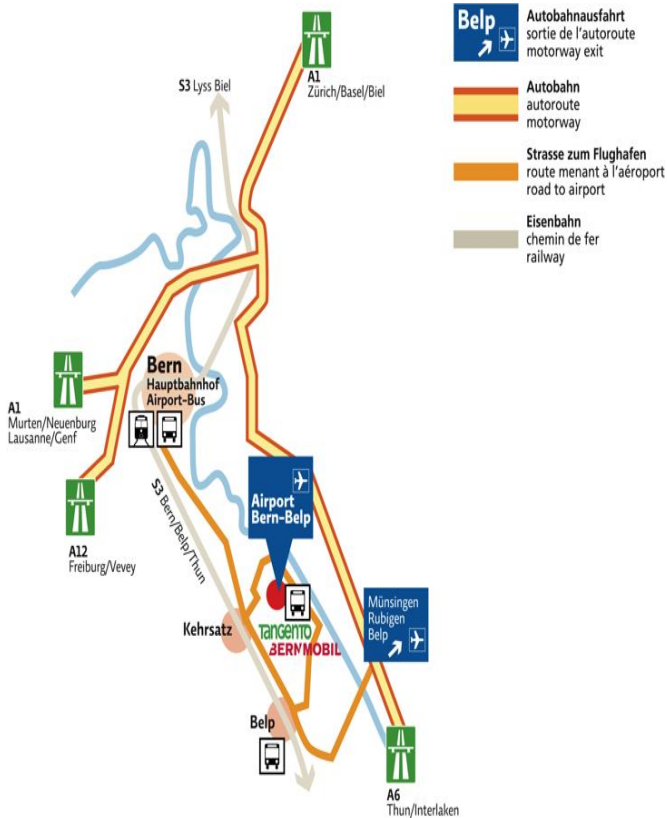 Belp
Autobahnausfahrt
sortie de l'autoroute
motorway exit
Autobahn
autoroute
motorway
Strasse zum Flughafen
route menant à l'aéroport
road to airport
Eisenbahn
chemin de fer
railway
A1
Zürich/Basel/Biel
S3 Lyss Biel
Bern
Hauptbahnhof
Airport-Bus
A1
Murten/Neuenburg
Lausanne/Genf
A12
Freiburg/Vevey
S3 Bern/Belp/Thun
Airport
Bern-Belp
Kehrsatz
TANGENTO
BERNMOBIL
Münsingen
Rubigen
Belp
Belp
A6
Thun/Interlaken